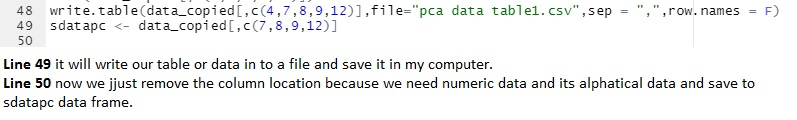 48 write.table(data_copied[,c(4,7,8,9,12)],file="pca data table1.csv",sep = ",",row.names = F)
49 sdatapc <- data_copied[,c(7,8,9,12)]
50
Line 49 it will write our table or data in to a file and save it in my computer.
Line 50 now we jjust remove the column location because we need numeric data and its alphatical data and save to
sdatapc data frame.